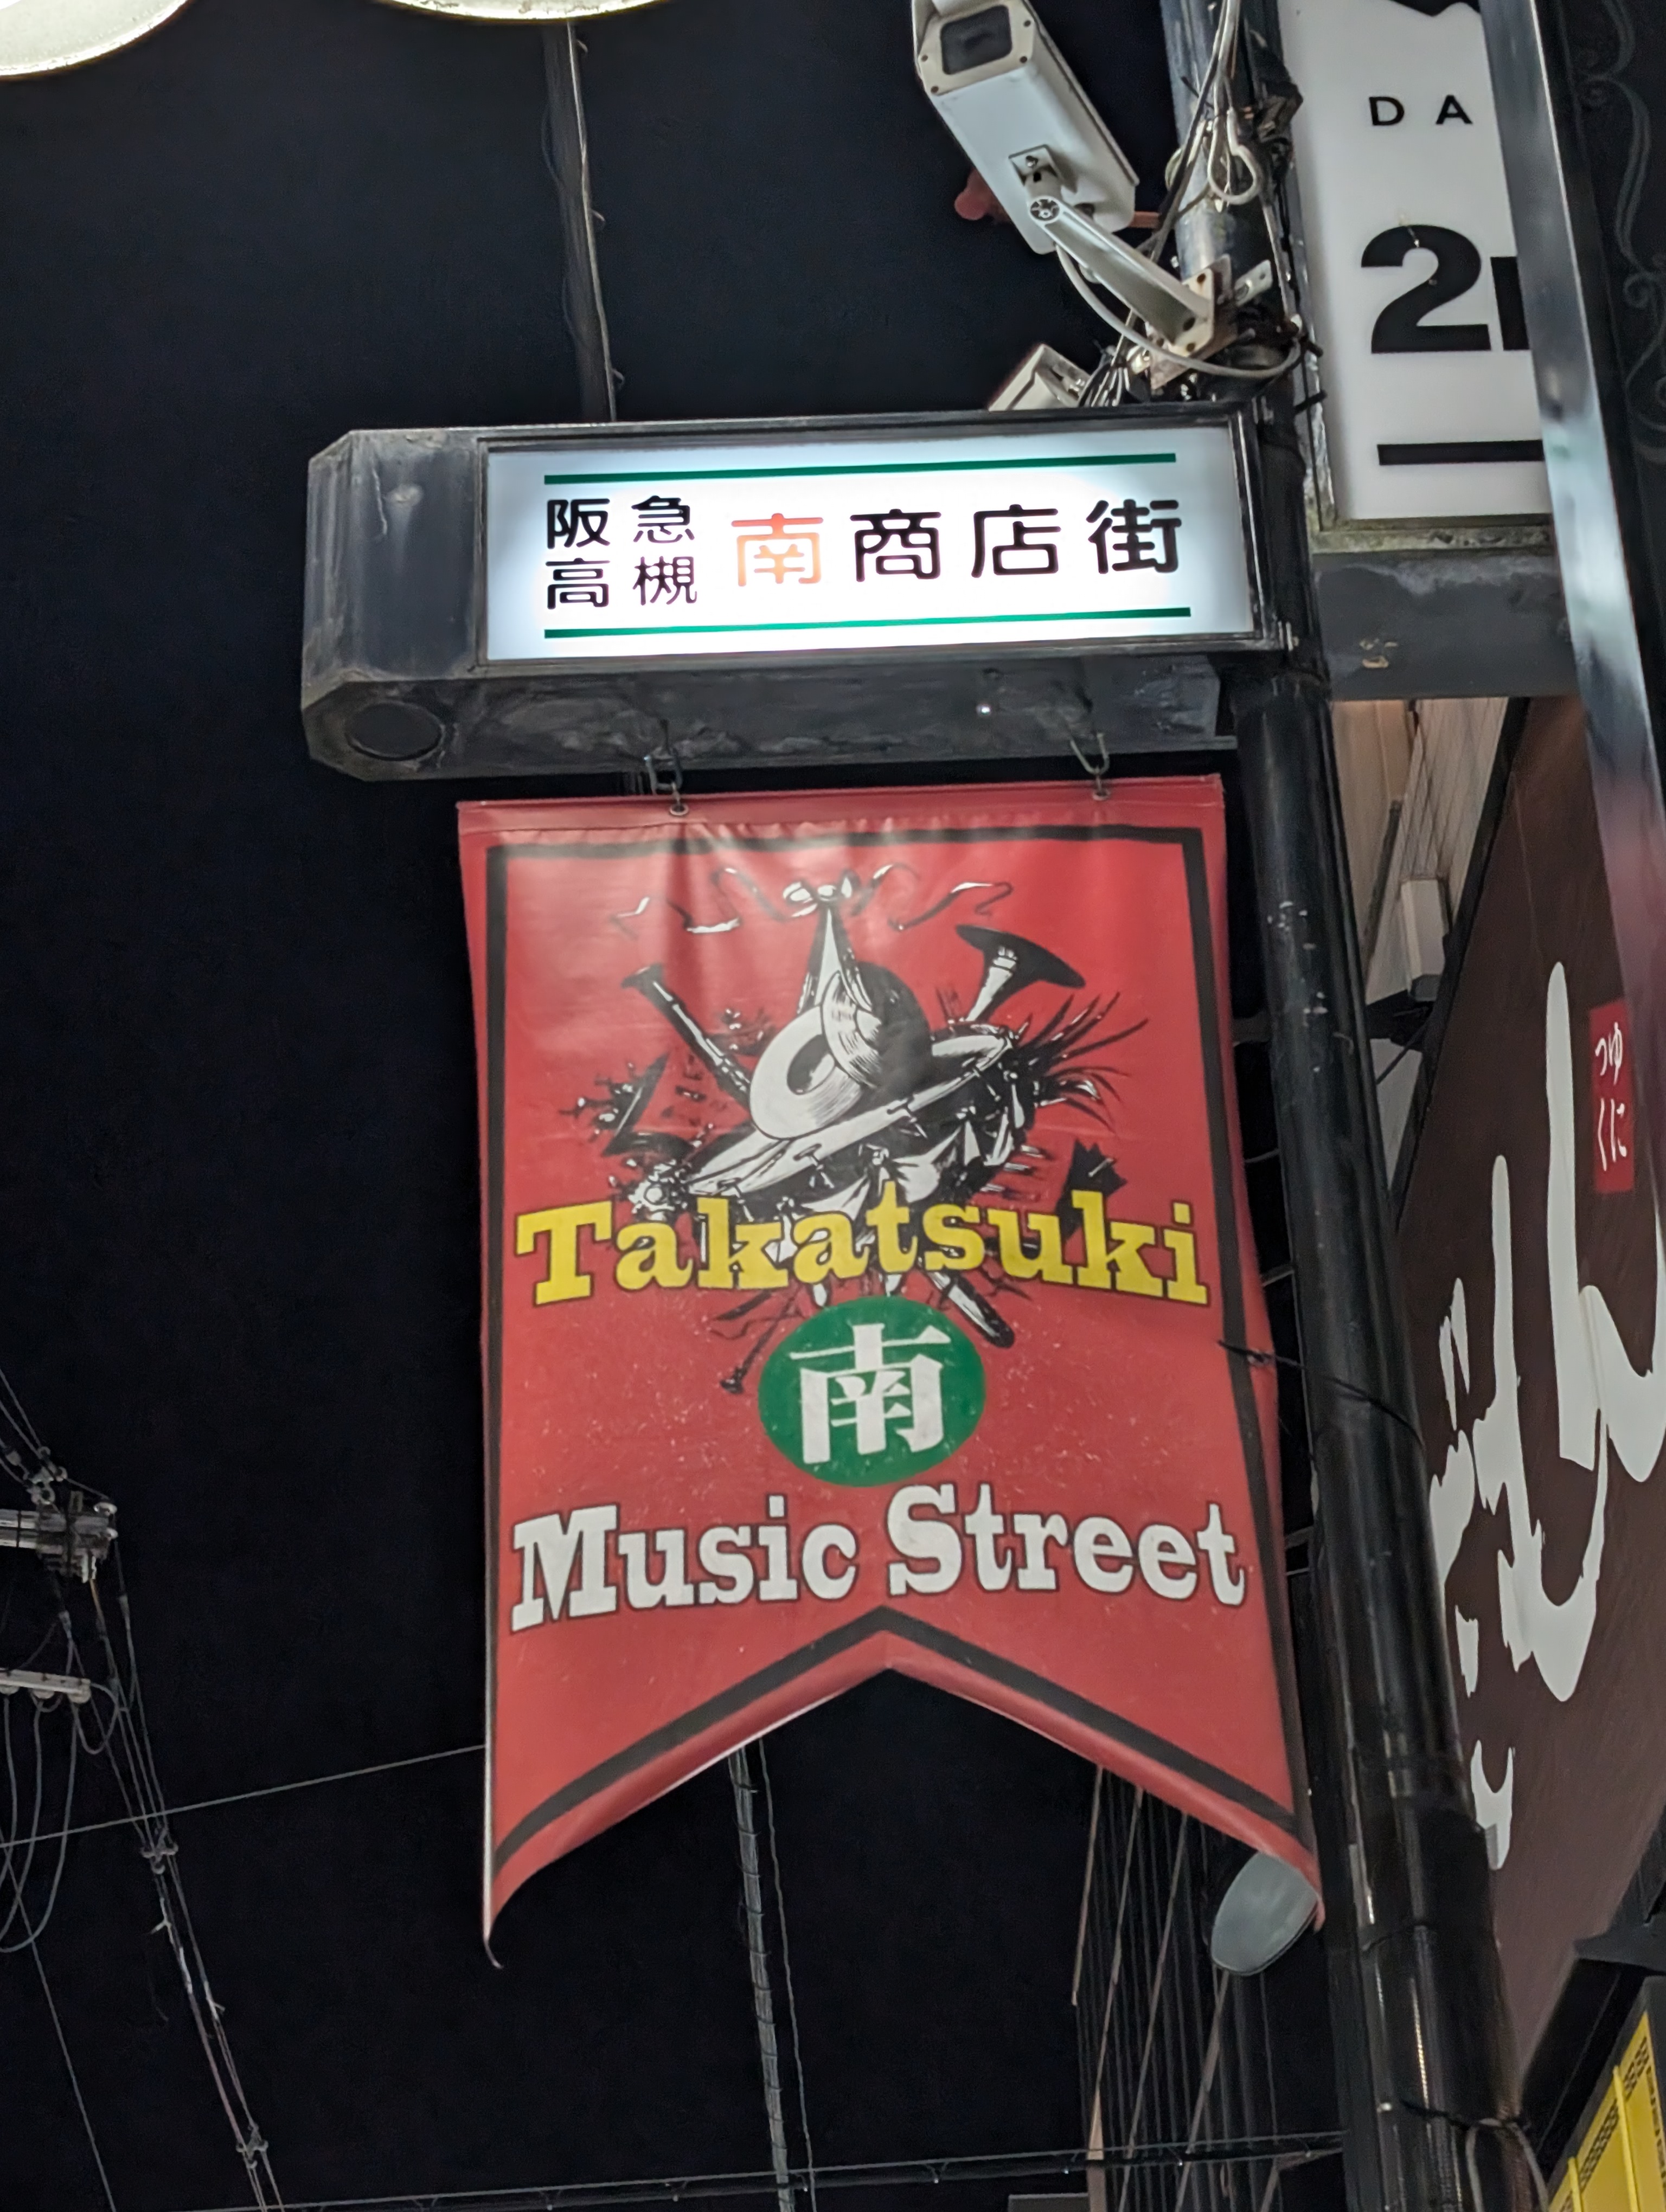 DA
2
阪急
高槻
南商店街
Takatsuki
南
Music Street
つゆ
くに